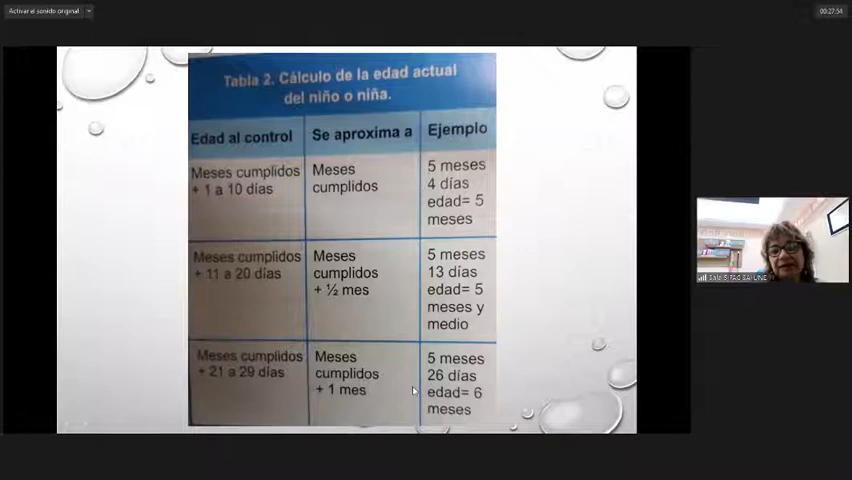 Activar el sonido original
00:27:54
Tabla 2. Cálculo de la edad actual
del niño o niña.
Edad al control
Se aproxima a
Ejemplo
Meses cumplidos
+ 1 a 10 días
Meses
cumplidos
5 meses
4 días
edad= 5
meses
Meses cumplidos
+ 11 a 20 días
Meses
cumplidos
+ ½ mes
5 meses
13 días
edad= 5
meses y
medio
Meses cumplidos
+ 21 a 29 días
Meses
cumplidos
+ 1 mes
5 meses
26 días
edad= 6
meses